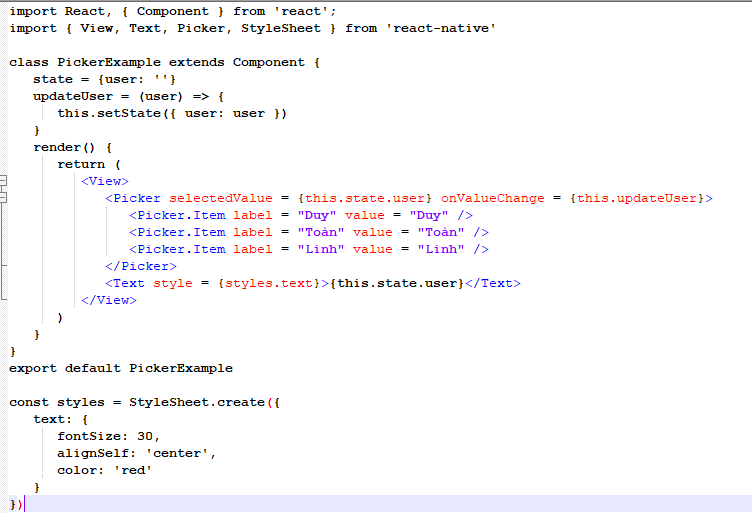 import React, { Component } from 'react';
import { View, Text, Picker, StyleSheet } from 'react-native'

class PickerExample extends Component {
   state = {user: ''}
   updateUser = (user) => {
      this.setState({ user: user })
   }
   render() {
      return (
         <View>
            <Picker selectedValue = {this.state.user} onValueChange = {this.updateUser}>
               <Picker.Item label = "Duy" value = "Duy" />
               <Picker.Item label = "Toàn" value = "Toàn" />
               <Picker.Item label = "Linh" value = "Linh" />
            </Picker>
            <Text style = {styles.text}>{this.state.user}</Text>
         </View>
      )
   }
}
export default PickerExample

const styles = StyleSheet.create({
   text: {
      fontSize: 30,
      alignSelf: 'center',
      color: 'red'
   }
})